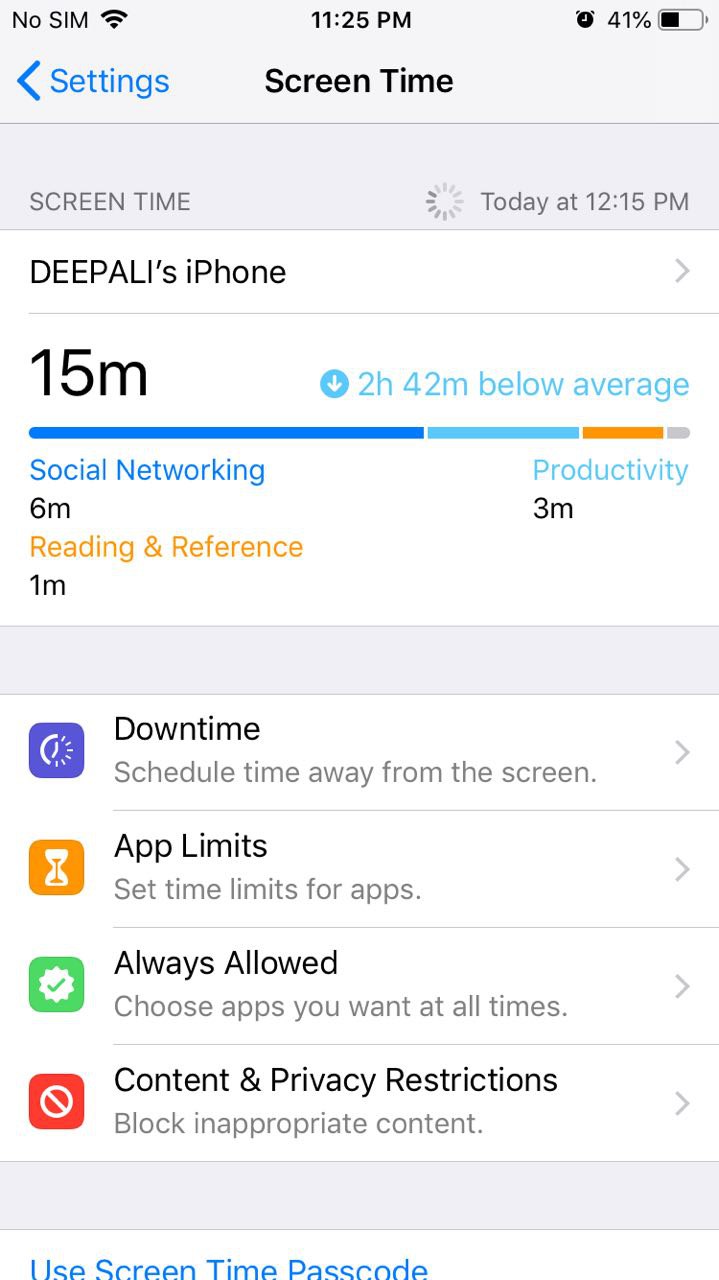 No SIM 11:25 PM 41%
Settings Screen Time
SCREEN TIME Today at 12:15 PM
DEEPALI’s iPhone
15m 2h 42m below average
Social Networking Productivity
6m 3m
Reading & Reference
1m
Downtime
Schedule time away from the screen.
App Limits
Set time limits for apps.
Always Allowed
Choose apps you want at all times.
Content & Privacy Restrictions
Block inappropriate content.
Use Screen Time Passcode